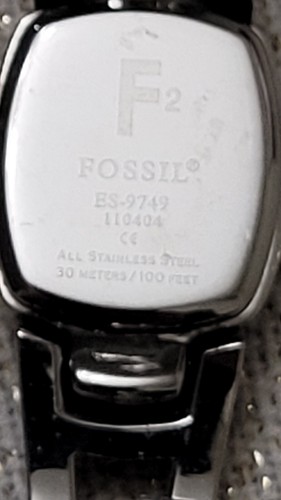 F2
FOSSIL®
ES-9749
110404
CE
ALL STAINLESS STEEL
30 METERS/100 FEET